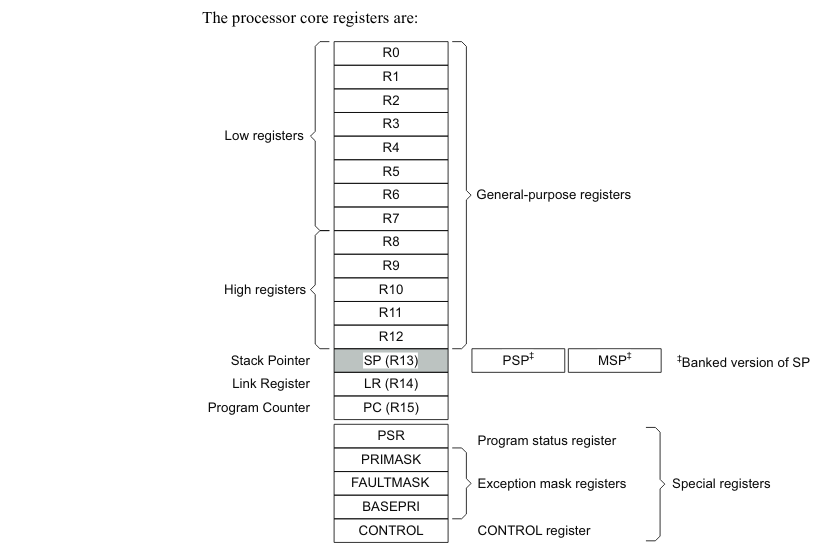 The processor core registers are:
R0
R1
R2
R3
Low registers
R4
R5
R6
General-purpose registers
R7
R8
R9
High registers
R10
R11
R12
Stack Pointer SP (R13) PSP‡ MSP‡ ‡Banked version of SP
Link Register LR (R14)
Program Counter PC (R15)
PSR Program status register
PRIMASK
FAULTMASK Exception mask registers Special registers
BASEPRI
CONTROL CONTROL register